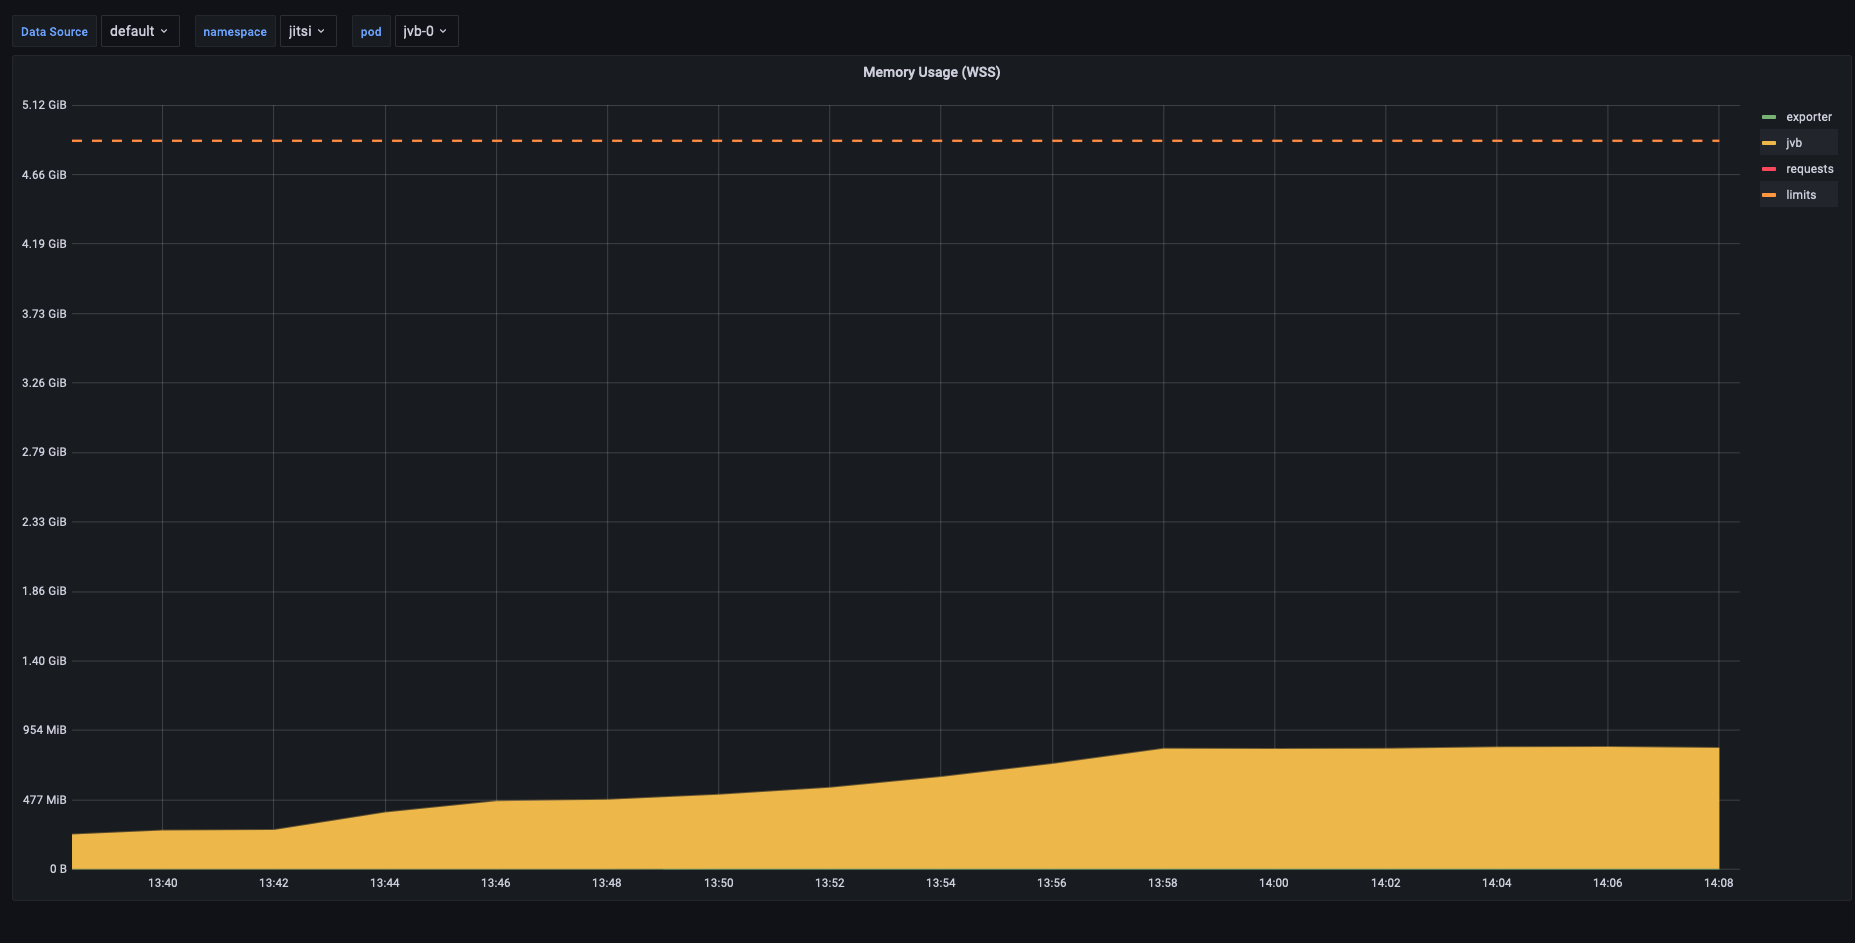 Data Source default namespace jitsi pod jvb-0
Memory Usage (WSS)
5.12 GiB
4.66 GiB
4.19 GiB
3.73 GiB
3.26 GiB
2.79 GiB
2.33 GiB
1.86 GiB
1.40 GiB
954 MiB
477 MiB
0 B
13:40 13:42 13:44 13:46 13:48 13:50 13:52 13:54 13:56 13:58 14:00 14:02 14:04 14:06 14:08
exporter
jvb
requests
limits